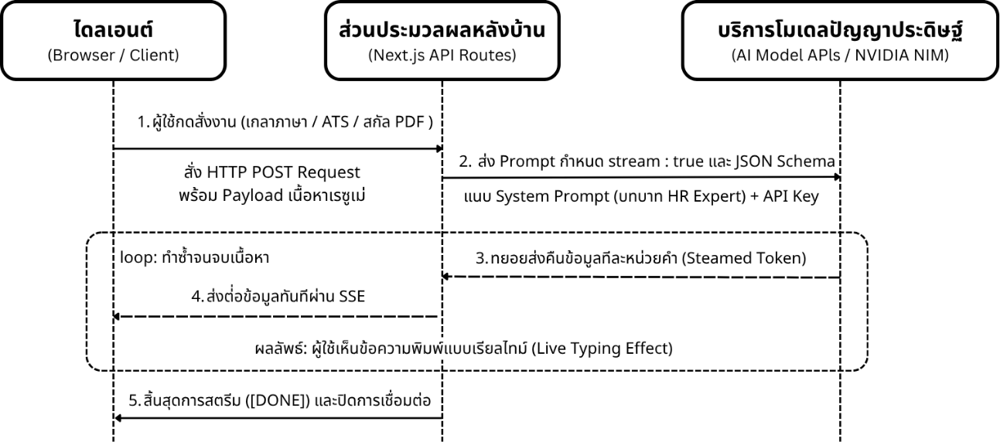 ไดลเอนต์
(Browser / Client)
ส่วนประมวลผลหลังบ้าน
(Next.js API Routes)
บริการโมเดลปัญญาประดิษฐ์
(AI Model APIs / NVIDIA NIM)
1. ผู้ใช้กดสั่งงาน (เกลาภาษา / ATS / สกัล PDF )
สั่ง HTTP POST Request
พร้อม Payload เนื้อหาเรซูเม่
2. ส่ง Prompt กำหนด stream : true และ JSON Schema
แนบ System Prompt (บทบาท HR Expert) + API Key
loop: ทำซ้ำจนจบเนื้อหา
3. ทยอยส่งคืนข้อมูลทีละหน่วยคำ (Steamed Token)
4. ส่งต่อข้อมูลทันทีผ่าน SSE
ผลลัพธ์: ผู้ใช้เห็นข้อความพิมพ์แบบเรียลไทม์ (Live Typing Effect)
5. สิ้นสุดการสตรีม ([DONE]) และปิดการเชื่อมต่อ